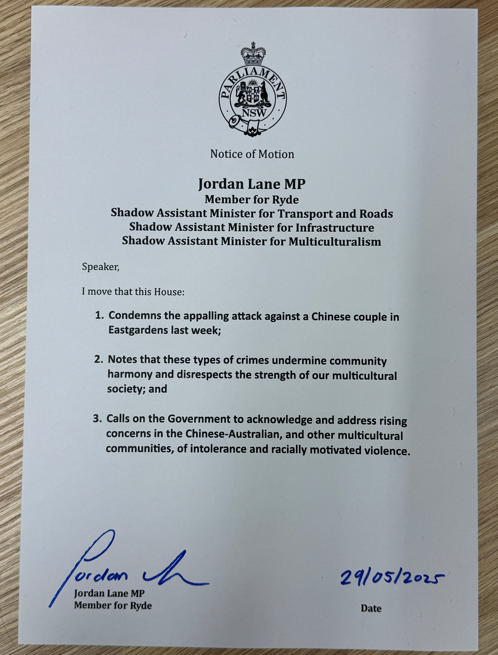 PARLIAMENT
NSW
Notice of Motion
Jordan Lane MP
Member for Ryde
Shadow Assistant Minister for Transport and Roads
Shadow Assistant Minister for Infrastructure
Shadow Assistant Minister for Multiculturalism
Speaker,
I move that this House:
1. Condemns the appalling attack against a Chinese couple in
Eastgardens last week;
2. Notes that these types of crimes undermine community
harmony and disrespects the strength of our multicultural
society; and
3. Calls on the Government to acknowledge and address rising
concerns in the Chinese-Australian, and other multicultural
communities, of intolerance and racially motivated violence.
Jordan
29/05/2025
Jordan Lane MP
Member for Ryde
Date